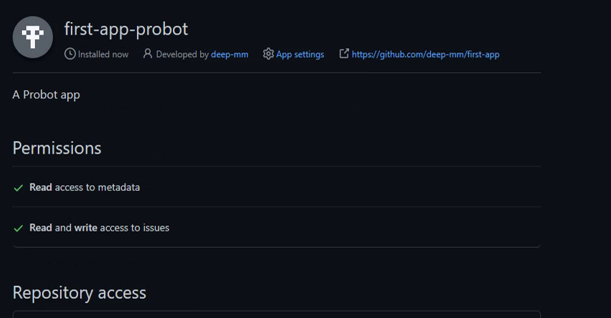 first-app-probot
Installed now Developed by deep-mm App settings https://github.com/deep-mm/first-app
A Probot app
Permissions
Read access to metadata
Read and write access to issues
Repository access